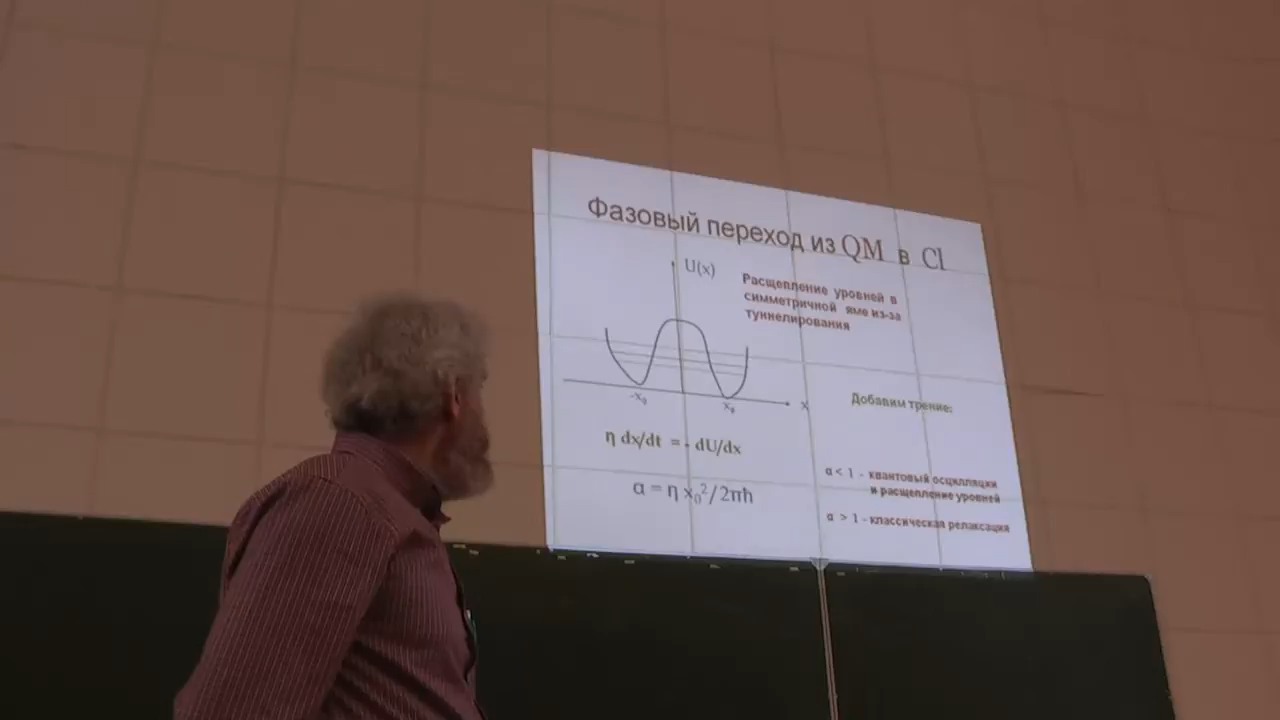 Фазовый переход из QM в Cl
U(x)
Расщепление уровней в
симметричной яме из-за
туннелирования
-x₀
x₀
x
Добавим трение:
η dx/dt = - dU/dx
α < 1 - квантовый осцилляции
и расщепление уровней
α = η x₀²/2πħ
α > 1 - классическая релаксация